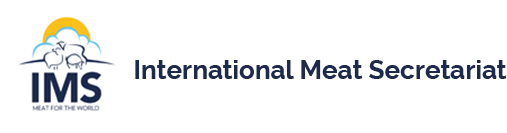 IMS
MEAT FOR THE WORLD
International Meat Secretariat